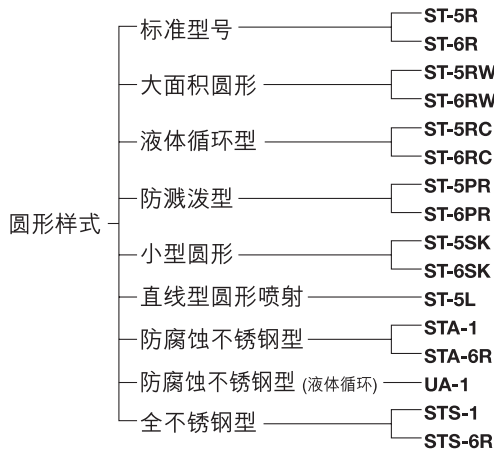 圆形样式
标准型号
ST-5R
ST-6R
大面积圆形
ST-5RW
ST-6RW
液体循环型
ST-5RC
ST-6RC
防溅泼型
ST-5PR
ST-6PR
小型圆形
ST-5SK
ST-6SK
直线型圆形喷射
ST-5L
防腐蚀不锈钢型
STA-1
STA-6R
防腐蚀不锈钢型 (液体循环)
UA-1
全不锈钢型
STS-1
STS-6R